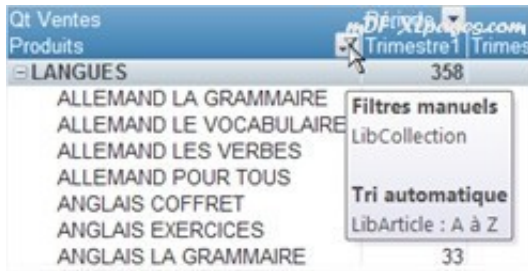 Qt Ventes Période
Produits Trimestre1 Trimes
LANGUES 358
ALLEMAND LA GRAMMAIRE
ALLEMAND LE VOCABULAIRE
ALLEMAND LES VERBES
ALLEMAND POUR TOUS
ANGLAIS COFFRET
ANGLAIS EXERCICES
ANGLAIS LA GRAMMAIRE 33
Filtres manuels
LibCollection
Tri automatique
LibArticle : A à Z